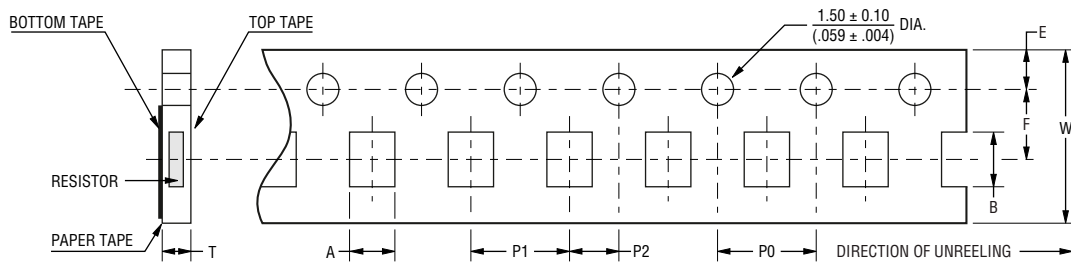 BOTTOM TAPE
TOP TAPE
1.50 ± 0.10
(.059 ± .004)
DIA.
E
F
W
RESISTOR
B
PAPER TAPE
T
A
P1
P2
P0
DIRECTION OF UNREELING